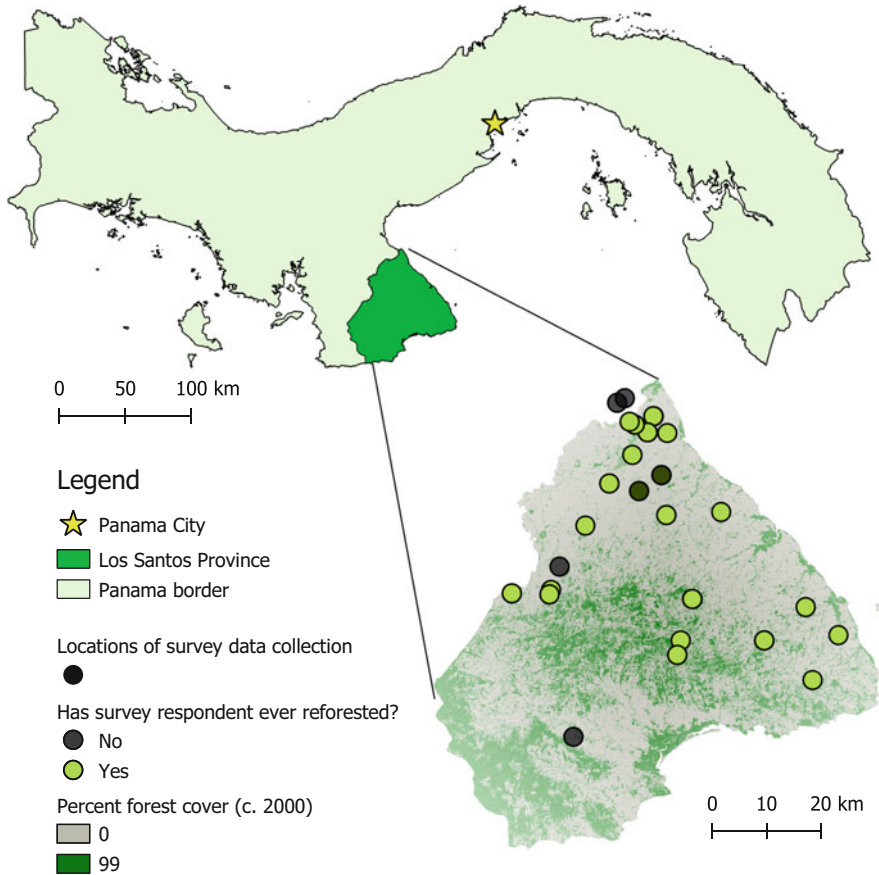 0 50 100 km
Legend
Panama City
Los Santos Province
Panama border
Locations of survey data collection
Has survey respondent ever reforested?
No
Yes
Percent forest cover (c. 2000)
0
99
0 10 20 km